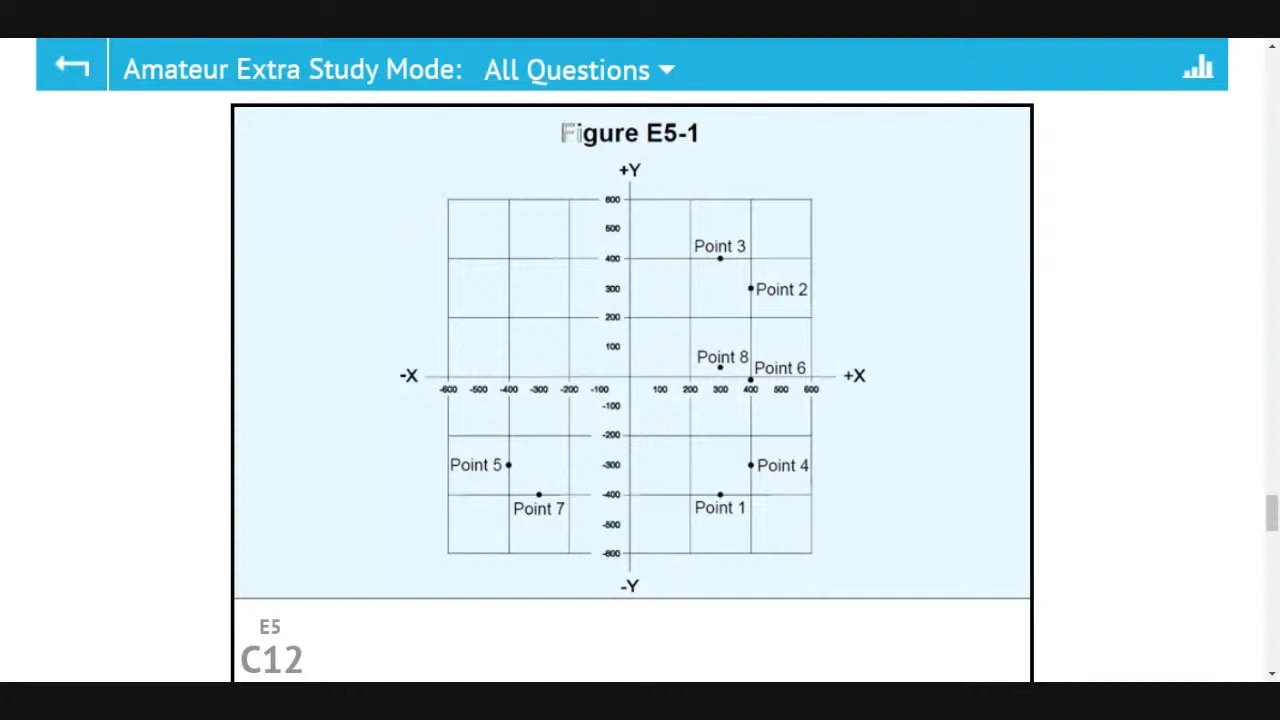 Amateur Extra Study Mode: All Questions
Figure E5-1
+Y
600
500
Point 3
400
300
Point 2
200
100
Point 8
Point 6
-X
+X
-600 -500 -400 -300 -200 -100 100 200 300 400 500 600
-100
-200
Point 5
-300
Point 4
-400
Point 7
Point 1
-500
-600
-Y
E5
C12